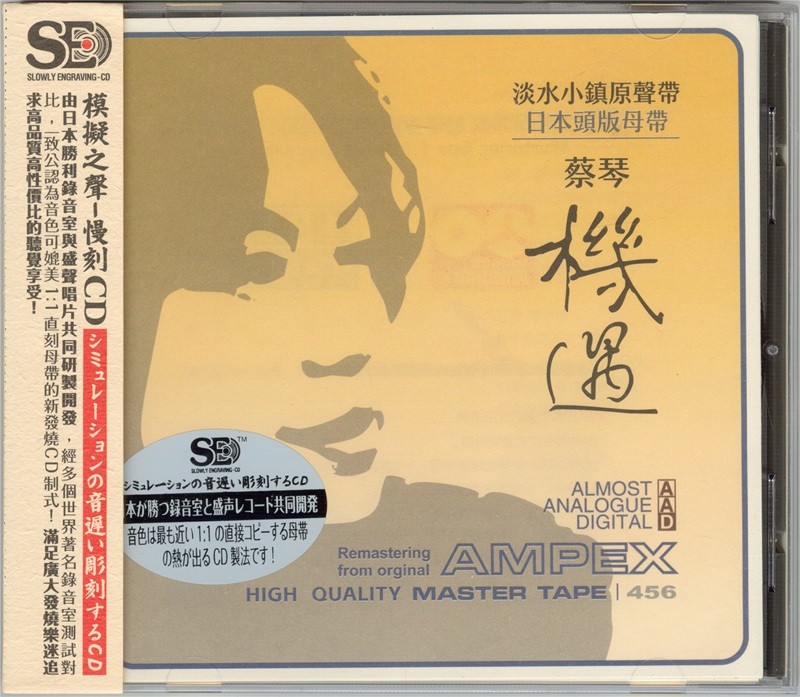 SE
SLOWLY ENGRAVING-CD
模擬之聲-慢刻CD
シミュレーションの音遅い彫刻するCD
由日本勝利錄音室與盛聲唱片共同研製開發，經多個世界著名錄音室測試對
比，一致公認為音色可媲美1:1直刻母帶的新發燒CD制式！滿足廣大發燒樂迷追
求高品質高性價比的聽覺享受！
淡水小鎮原聲帶
日本頭版母帶
蔡琴
機遇
SE™
SLOWLY ENGRAVING-CD
シミュレーションの音遅い彫刻するCD
本が勝つ録音室と盛声レコード共同開発
音色は最も近い1:1の直接コピーする母帯
の熱が出るCD製法です！
ALMOST A
ANALOGUE A
DIGITAL D
Remastering
from orginal AMPEX
HIGH QUALITY MASTER TAPE | 456